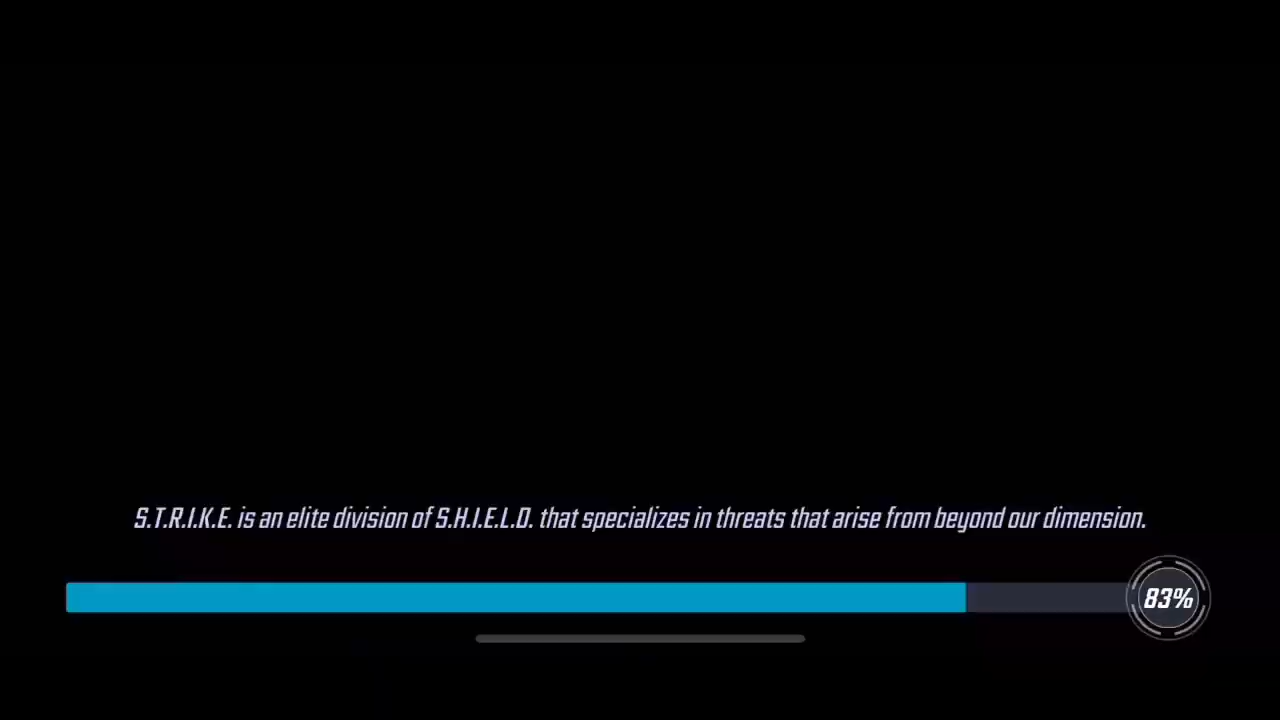 S.T.R.I.K.E. is an elite division of S.H.I.E.L.D. that specializes in threats that arise from beyond our dimension.
83%